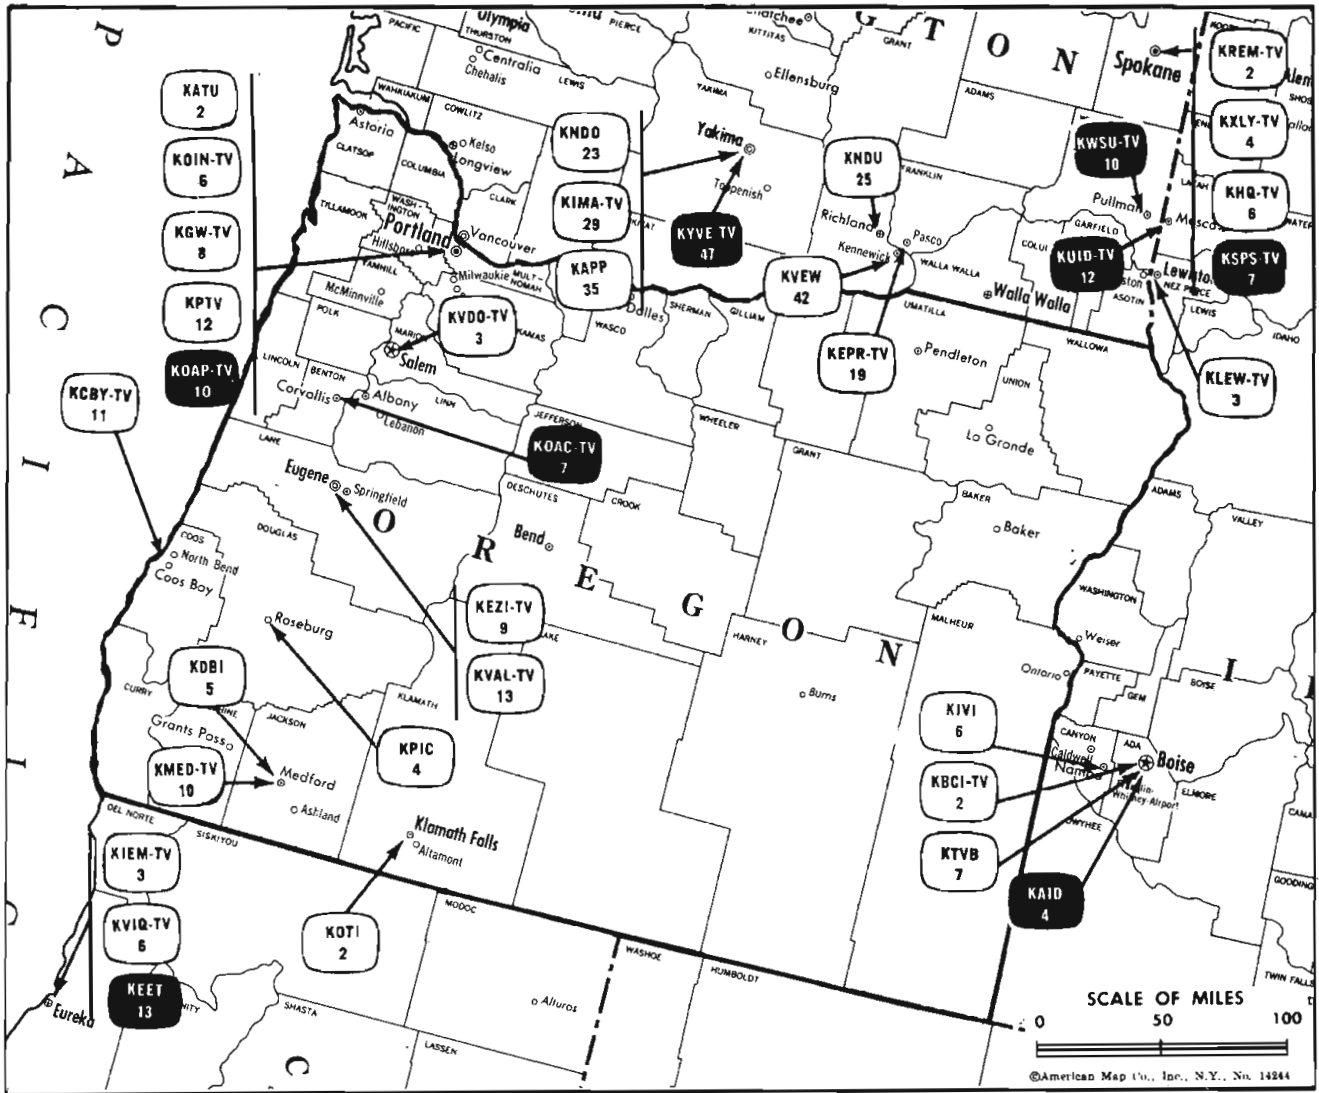 Olympia
PIERCE
G T O N
PACIFIC
THURSTON
Centralia
Chehalis
LEWIS
KITTITAS
GRANT
Ellensburg
YAKIMA
ADAMS
Spokane
KREM-TV
2
KXLY-TV
4
KHQ-TV
6
KSPS-TV
7
KATU
2
KOIN-TV
6
KGW-TV
8
KPTV
12
KOAP-TV
10
WAHKIAKUM
COWLITZ
Astoria
Kelso
Longview
CLATSOP
COLUMBIA
CLARK
TILLAMOOK
WASH-
INGTON
Portland
Vancouver
Hillsboro
YAMHILL
Milwaukie
MULT-
NOMAH
McMinnville
POLK
MARION
Salem
LINCOLN
BENTON
Corvallis
Albany
LINN
Lebanon
KNDO
23
KIMA-TV
29
KAPP
35
Yakima
Toppenish
KYVE TV
47
KNDU
25
FRANKLIN
Richland
Pasco
Kennewick
KVEW
42
WALLA WALLA
Walla Walla
KWSU-TV
10
Pullman
GARFIELD
KUID-TV
12
ASOTIN
NEZ PERCE
LEWIS
IDAHO
KVDO-TV
3
WASCO
Dalles
SHERMAN
GILLIAM
UMATILLA
Pendleton
KEPR-TV
19
WALLOWA
KLEW-TV
3
UNION
La Grande
KCBY-TV
11
JEFFERSON
WHEELER
KOAC-TV
7
GRANT
LANE
Eugene
Springfield
DESCHUTES
CROOK
BAKER
Baker
ADAMS
VALLEY
Bend
O R E G O N
P A C I F I C
COOS
North Bend
Coos Bay
DOUGLAS
WASHINGTON
Roseburg
KEZI-TV
9
KVAL-TV
13
HARNEY
MALHEUR
Weiser
Ontario
PAYETTE
GEM
BOISE
KDBI
5
CURRY
JACKSON
KLAMATH
Burns
Grants Pass
KPIC
4
KIVI
6
CANYON
ADA
Caldwell
Boise
ELMORE
KMED-TV
10
Medford
Ashland
KBCI-TV
2
Whitney-Airport
DEL NORTE
SISKIYOU
Klamath Falls
Altamont
KTVB
7
KAID
4
GOODING
KIEM-TV
3
KVIQ-TV
6
KEET
13
KOTI
2
MODOC
WASHOE
HUMBOLDT
TWIN FALLS
Eureka
SHASTA
Alturas
LASSEN
C
SCALE OF MILES
0 50 100
©American Map Co., Inc., N.Y., No. 14244